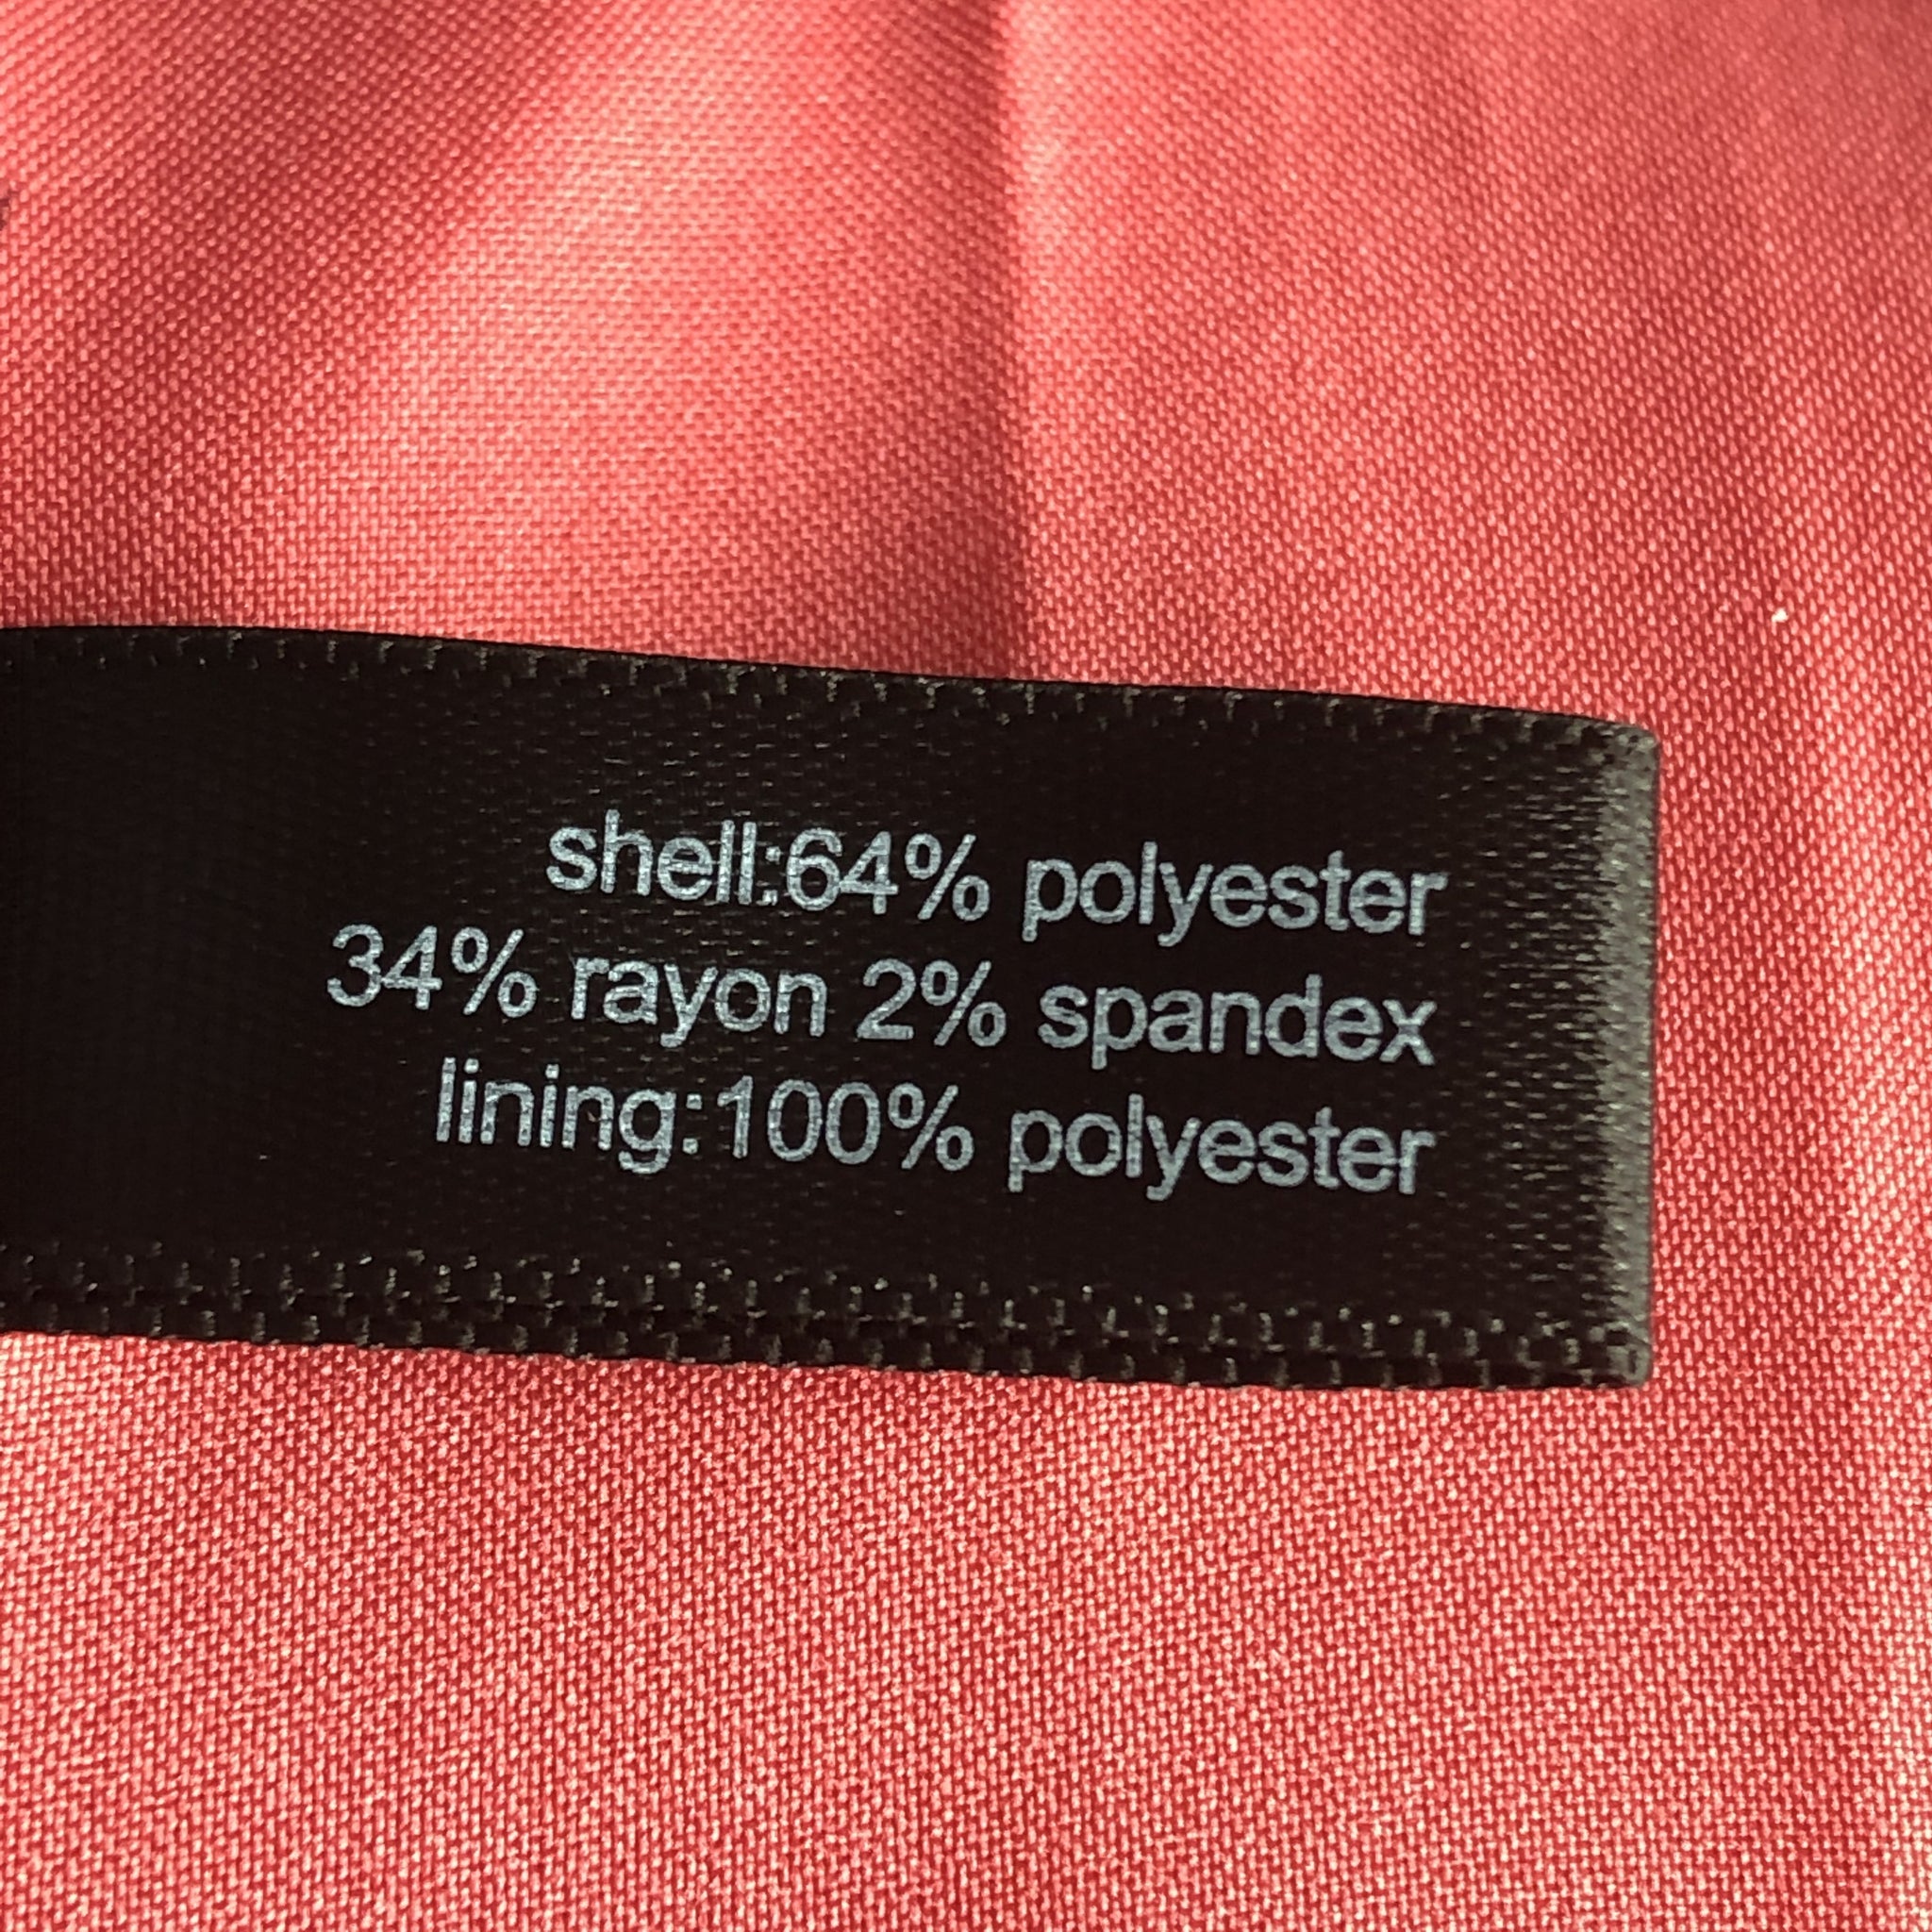 shell:64% polyester
34% rayon 2% spandex
lining:100% polyester